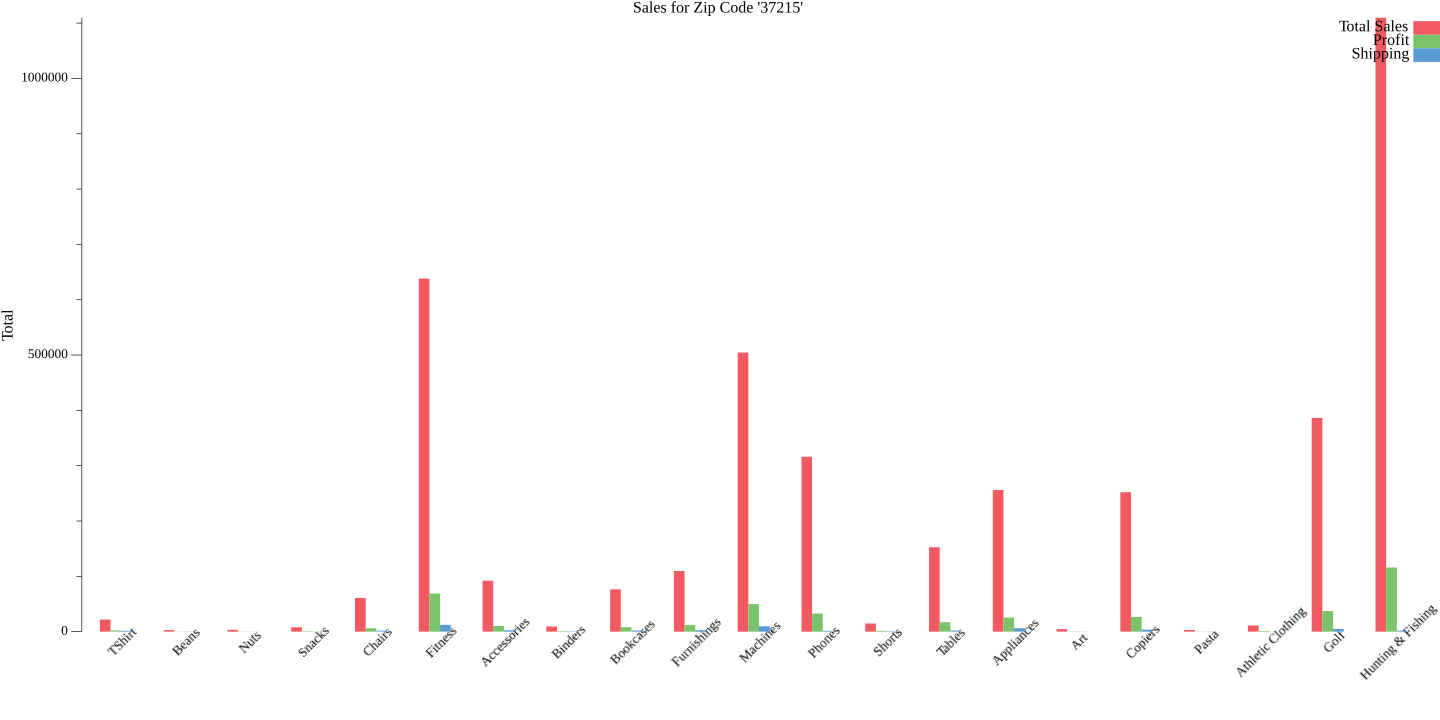 Sales for Zip Code '37215'
Total Sales
Profit
Shipping
1000000
500000
0
Total
TShirt
Beans
Nuts
Snacks
Chairs
Fitness
Accessories
Binders
Bookcases
Furnishings
Machines
Phones
Shorts
Tables
Appliances
Art
Copiers
Pasta
Athletic Clothing
Golf
Hunting & Fishing